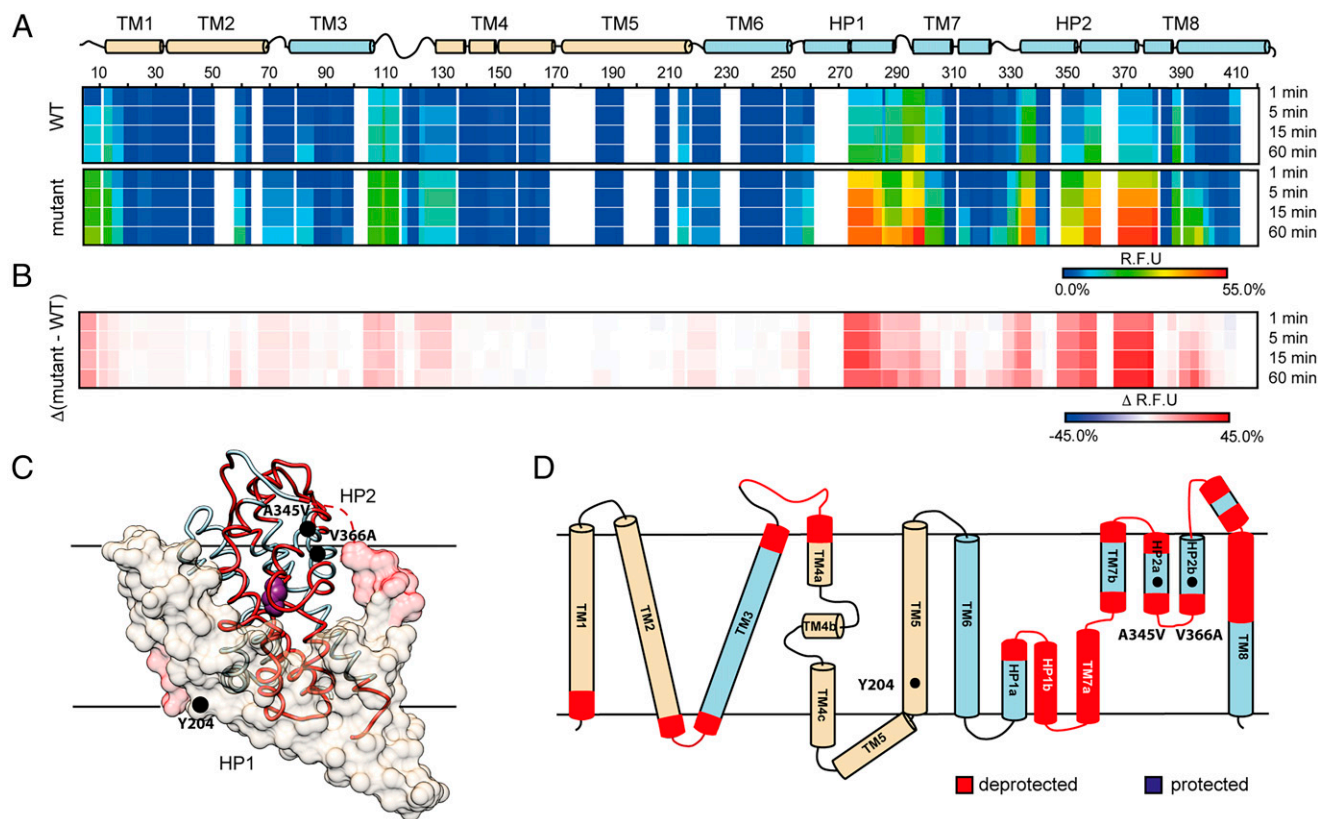 A
TM1 TM2 TM3 TM4 TM5 TM6 HP1 TM7 HP2 TM8
10 30 50 70 90 110 130 150 170 190 210 230 250 270 290 310 330 350 370 390 410
WT
1 min
5 min
15 min
60 min
mutant
1 min
5 min
15 min
60 min
R.F.U
0.0% 55.0%
B
Δ(mutant - WT)
1 min
5 min
15 min
60 min
Δ R.F.U
-45.0% 45.0%
C
HP2
A345V
V366A
Y204
HP1
D
TM1
TM2
TM3
TM4a
TM4b
TM4c
TM5
TM5
Y204
TM6
HP1a
HP1b
TM7a
TM7b
HP2a
HP2b
A345V V366A
TM8
deprotected protected